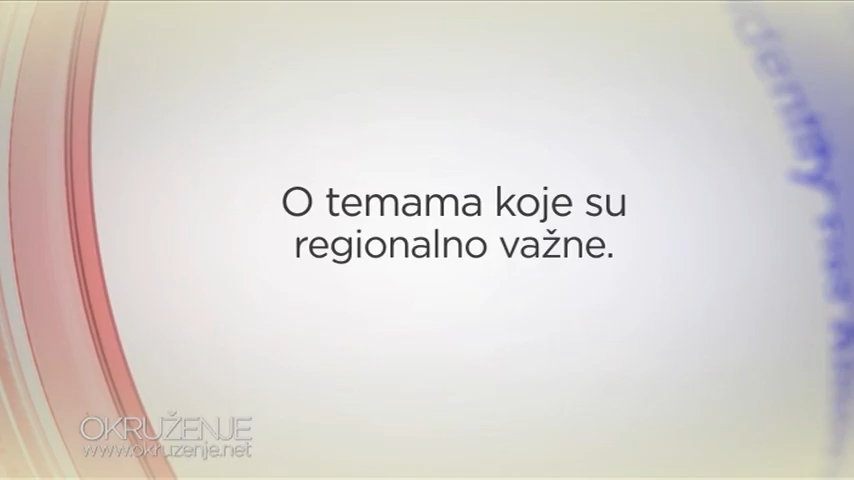 O temama koje su
regionalno važne.
OKRUŽENJE
www.okruzenje.net